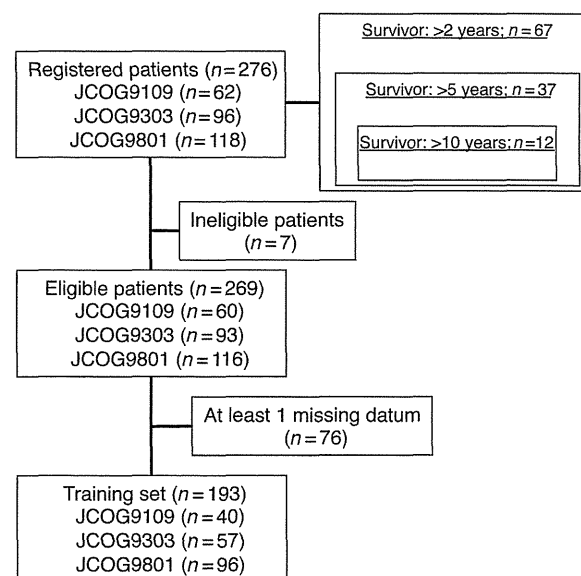 Registered patients (n=276)
JCOG9109 (n=62)
JCOG9303 (n=96)
JCOG9801 (n=118)
Survivor: >2 years; n=67
Survivor: >5 years; n=37
Survivor: >10 years; n=12
Ineligible patients
(n=7)
Eligible patients (n=269)
JCOG9109 (n=60)
JCOG9303 (n=93)
JCOG9801 (n=116)
At least 1 missing datum
(n=76)
Training set (n=193)
JCOG9109 (n=40)
JCOG9303 (n=57)
JCOG9801 (n=96)